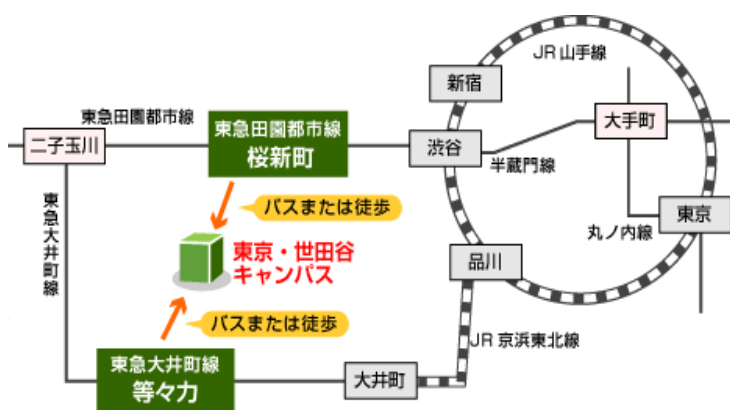 JR山手線
新宿
東急田園都市線
東急田園都市線
桜新町
大手町
二子玉川
渋谷
半蔵門線
バスまたは徒歩
東急大井町線
東京
丸ノ内線
東京・世田谷
キャンパス
品川
バスまたは徒歩
JR京浜東北線
東急大井町線
等々力
大井町